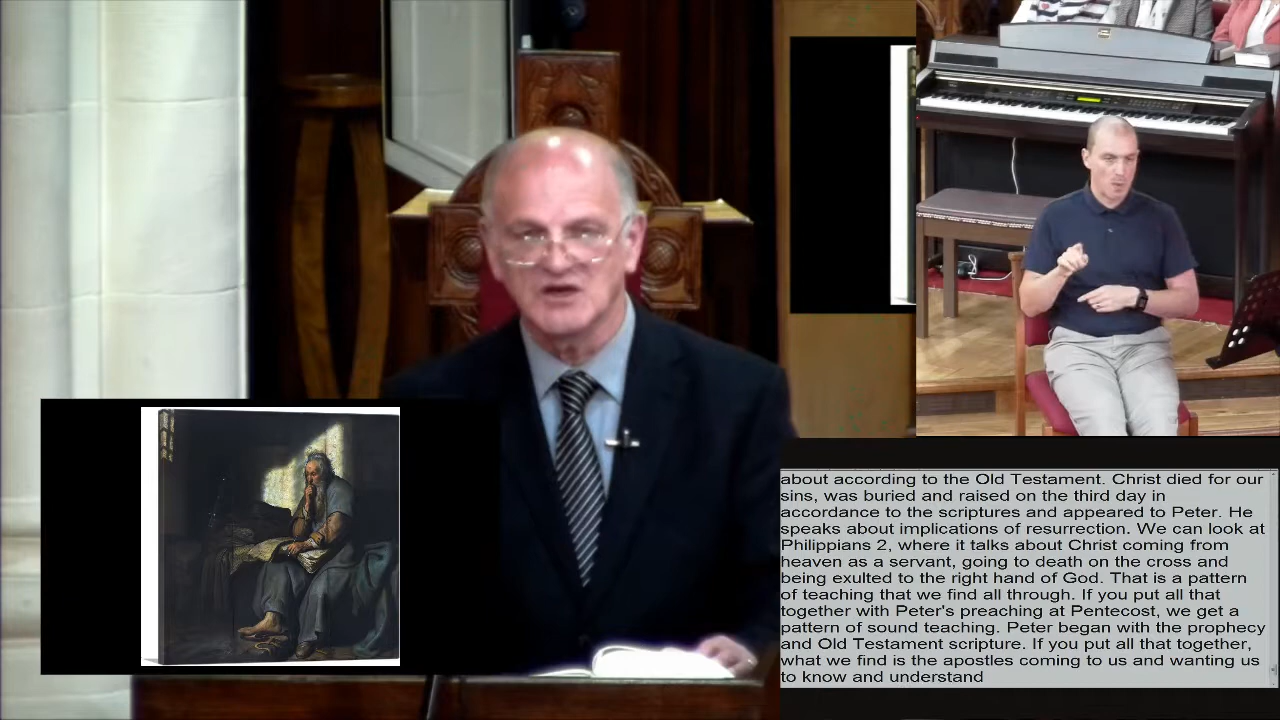 about according to the Old Testament. Christ died for our
sins, was buried and raised on the third day in
accordance to the scriptures and appeared to Peter. He
speaks about implications of resurrection. We can look at
Philippians 2, where it talks about Christ coming from
heaven as a servant, going to death on the cross and
being exulted to the right hand of God. That is a pattern
of teaching that we find all through. If you put all that
together with Peter's preaching at Pentecost, we get a
pattern of sound teaching. Peter began with the prophecy
and Old Testament scripture. If you put all that together,
what we find is the apostles coming to us and wanting us
to know and understand